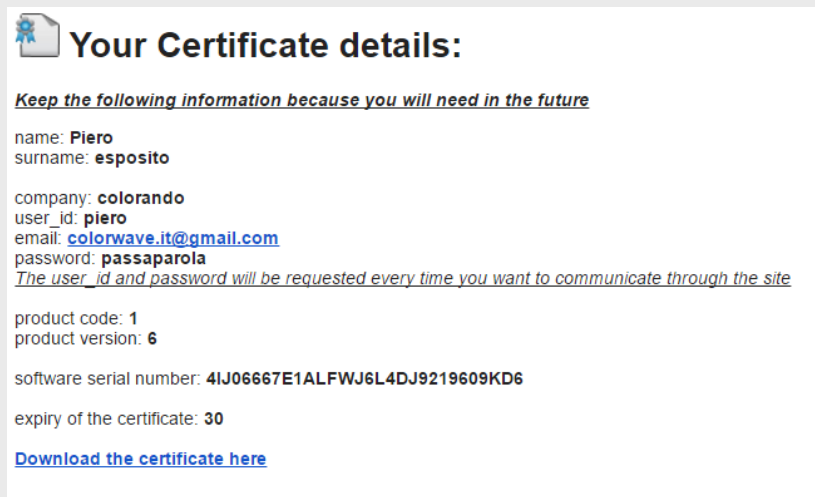 Your Certificate details:
Keep the following information because you will need in the future
name: Piero
surname: esposito
company: colorando
user_id: piero
email: colorwave.it@gmail.com
password: passaparola
The user_id and password will be requested every time you want to communicate through the site
product code: 1
product version: 6
software serial number: 4IJ06667E1ALFWJ6L4DJ9219609KD6
expiry of the certificate: 30
Download the certificate here